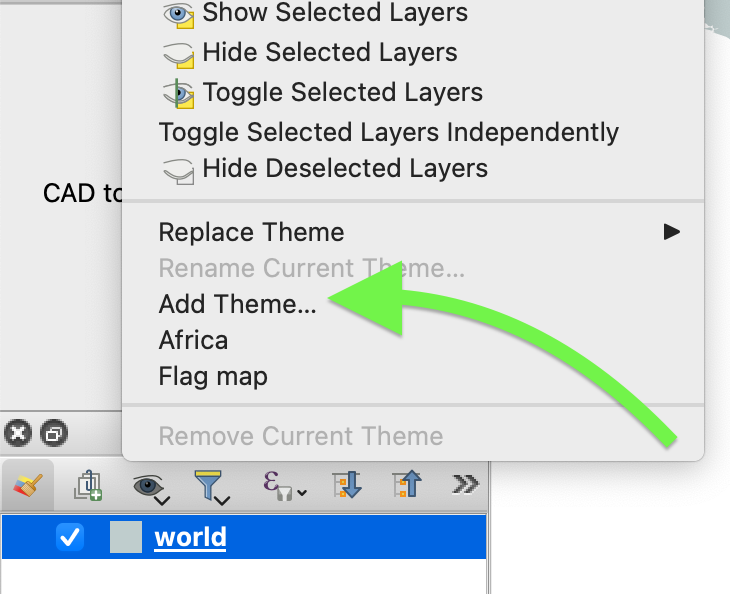 Show Selected Layers
Hide Selected Layers
Toggle Selected Layers
Toggle Selected Layers Independently
Hide Deselected Layers
CAD to
Replace Theme
Rename Current Theme...
Add Theme...
Africa
Flag map
Remove Current Theme
world